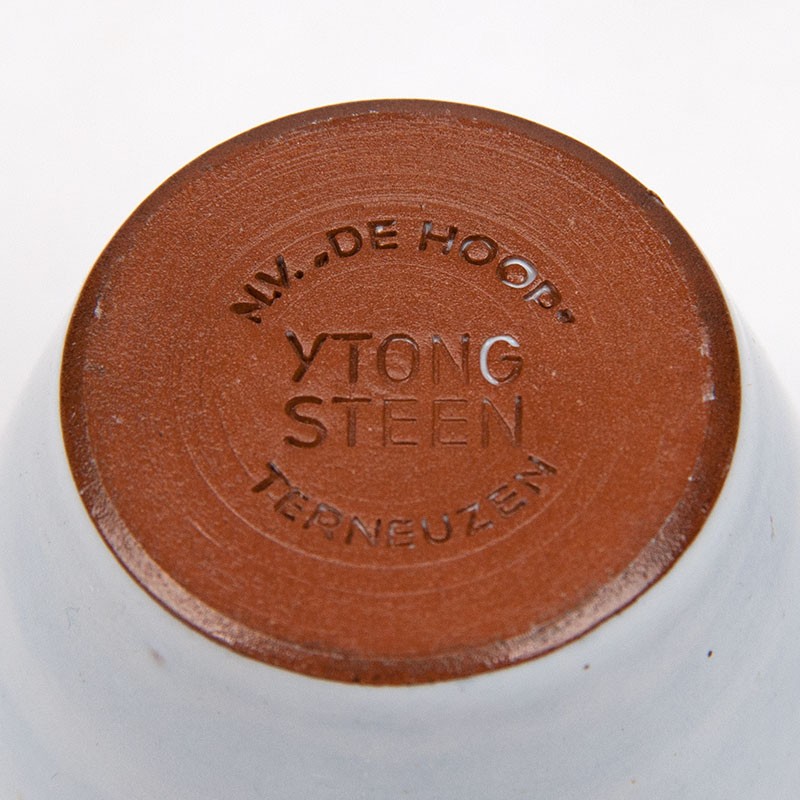 N.V. „DE HOOP"
YTONG
STEEN
TERNEUZEN